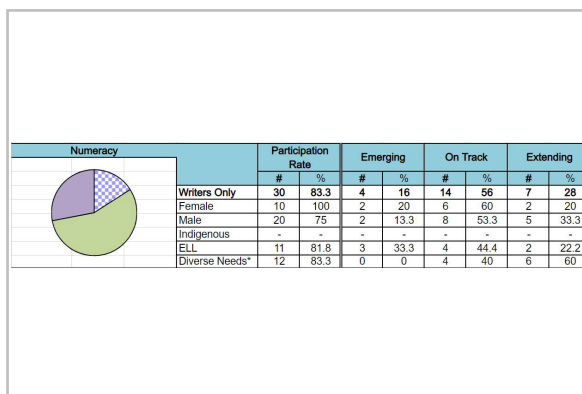 Numeracy Participation Rate Emerging On Track Extending
# % # % # % # %
Writers Only 30 83.3 4 16 14 56 7 28
Female 10 100 2 20 6 60 2 20
Male 20 75 2 13.3 8 53.3 5 33.3
Indigenous - - - - - - - -
ELL 11 81.8 3 33.3 4 44.4 2 22.2
Diverse Needs* 12 83.3 0 0 4 40 6 60